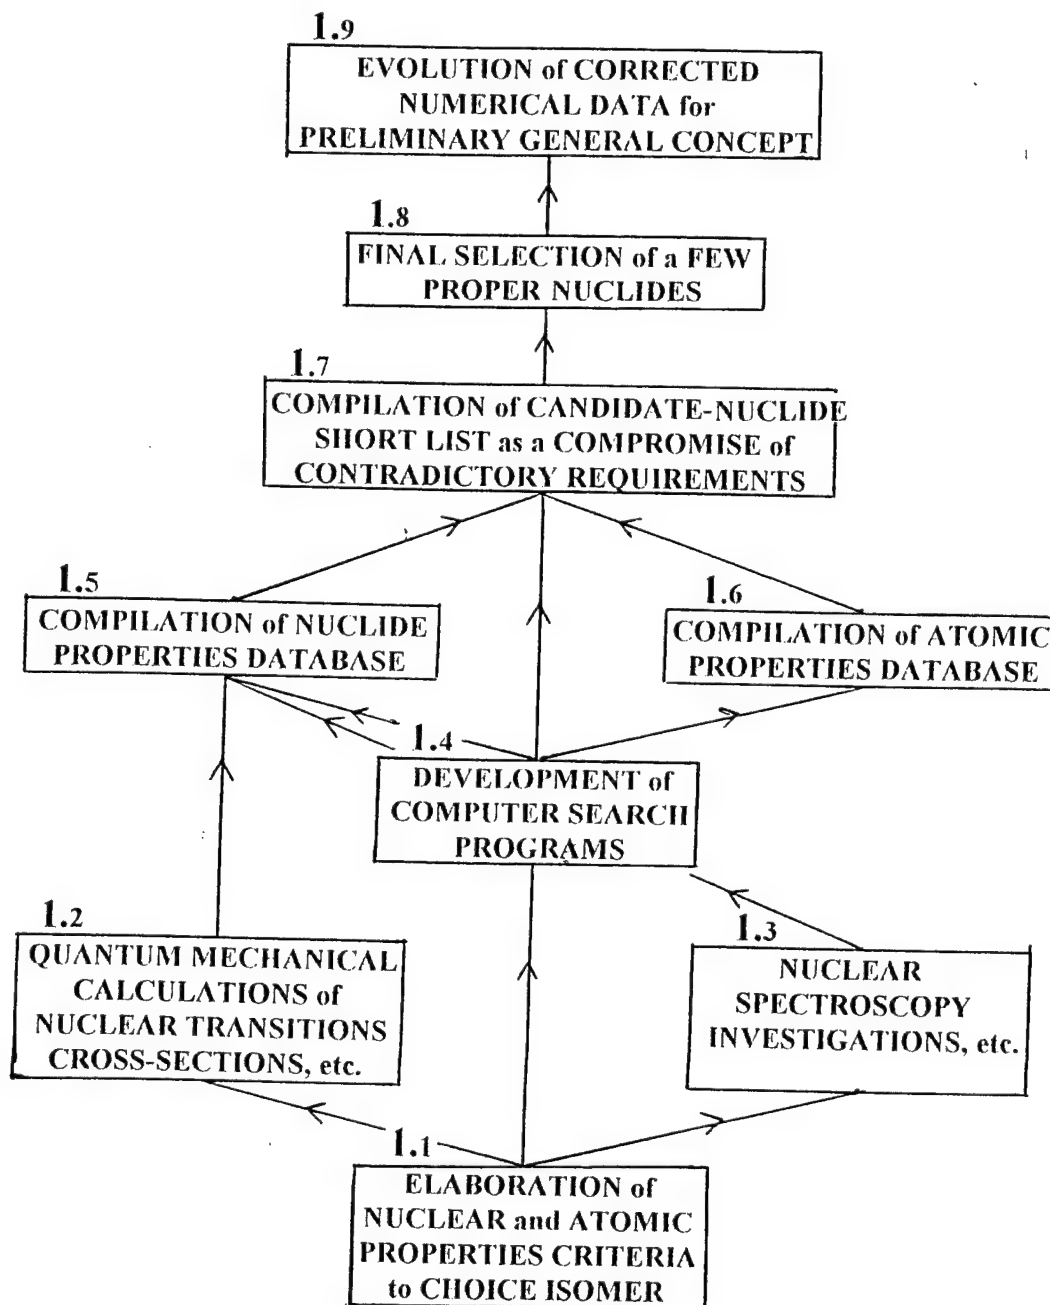 1.9
EVOLUTION of CORRECTED
NUMERICAL DATA for
PRELIMINARY GENERAL CONCEPT
1.8
FINAL SELECTION of a FEW
PROPER NUCLIDES
1.7
COMPILATION of CANDIDATE-NUCLIDE
SHORT LIST as a COMPROMISE of
CONTRADICTORY REQUIREMENTS
1.5
COMPILATION of NUCLIDE
PROPERTIES DATABASE
1.6
COMPILATION of ATOMIC
PROPERTIES DATABASE
1.4
DEVELOPMENT of
COMPUTER SEARCH
PROGRAMS
1.2
QUANTUM MECHANICAL
CALCULATIONS of
NUCLEAR TRANSITIONS
CROSS-SECTIONS, etc.
1.3
NUCLEAR
SPECTROSCOPY
INVESTIGATIONS, etc.
1.1
ELABORATION of
NUCLEAR and ATOMIC
PROPERTIES CRITERIA
to CHOICE ISOMER